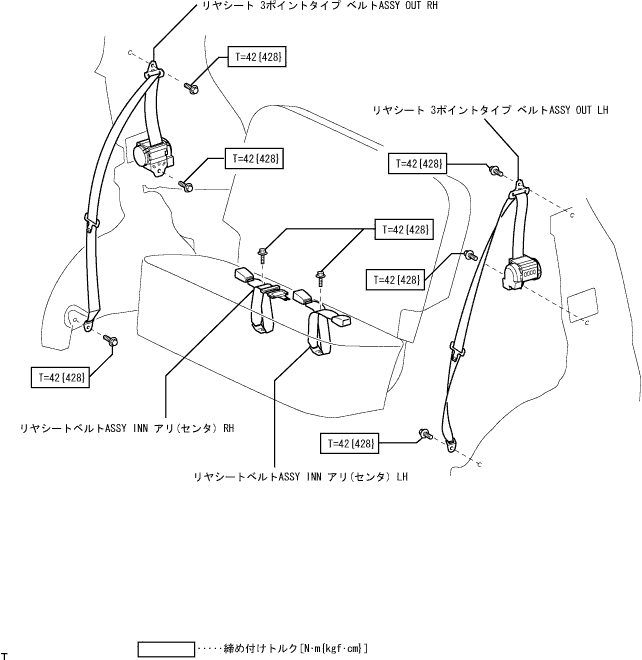 リヤシート 3ポイントタイプ ベルトASSY OUT RH
T=42{428}
リヤシート 3ポイントタイプ ベルトASSY OUT LH
T=42{428}
T=42{428}
T=42{428}
T=42{428}
T=42{428}
リヤシートベルトASSY INN アリ(センタ) RH
T=42{428}
リヤシートベルトASSY INN アリ(センタ) LH
·····締め付けトルク[N·m{kgf·cm}]
T